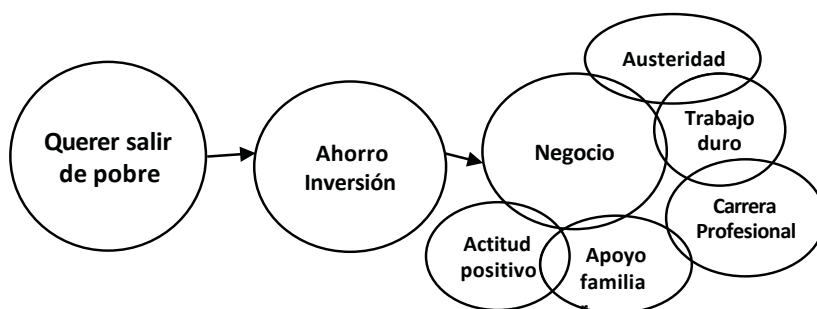 Querer salir
de pobre
Ahorro
Inversión
Negocio
Austeridad
Trabajo
duro
Carrera
Profesional
Actitud
positivo
Apoyo
familia